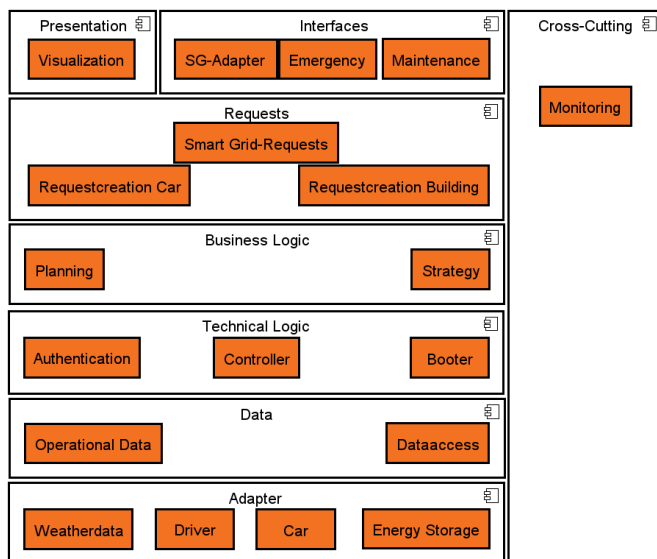 Presentation
Visualization
Interfaces
SG-Adapter
Emergency
Maintenance
Cross-Cutting
Monitoring
Requests
Smart Grid-Requests
Requestcreation Car
Requestcreation Building
Business Logic
Planning
Strategy
Technical Logic
Authentication
Controller
Booter
Data
Operational Data
Dataaccess
Adapter
Weatherdata
Driver
Car
Energy Storage